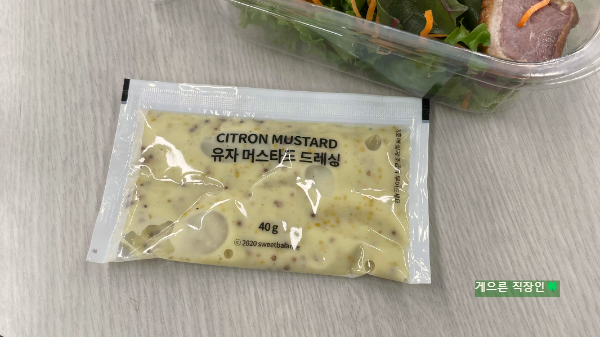 CITRON MUSTARD
유자 머스타드 드레싱
40 g
ⓒ 2020 sweetbalance
게으른 직장인